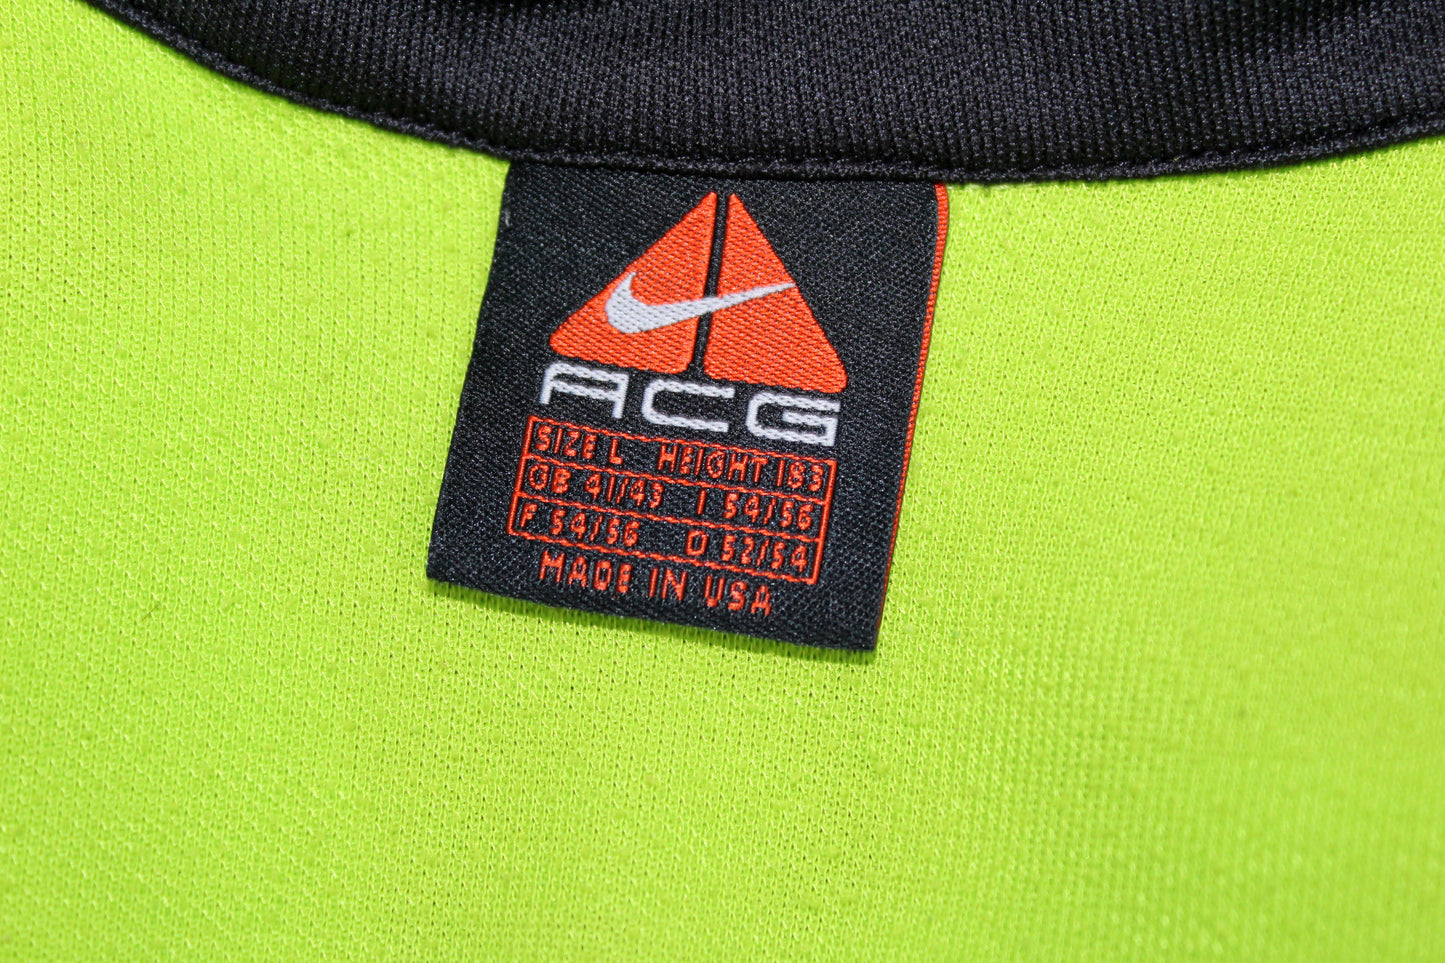 ACG
SIZE L HEIGHT 183
GB 41/43 I 54/56
F 54/56 D 52/54
MADE IN USA